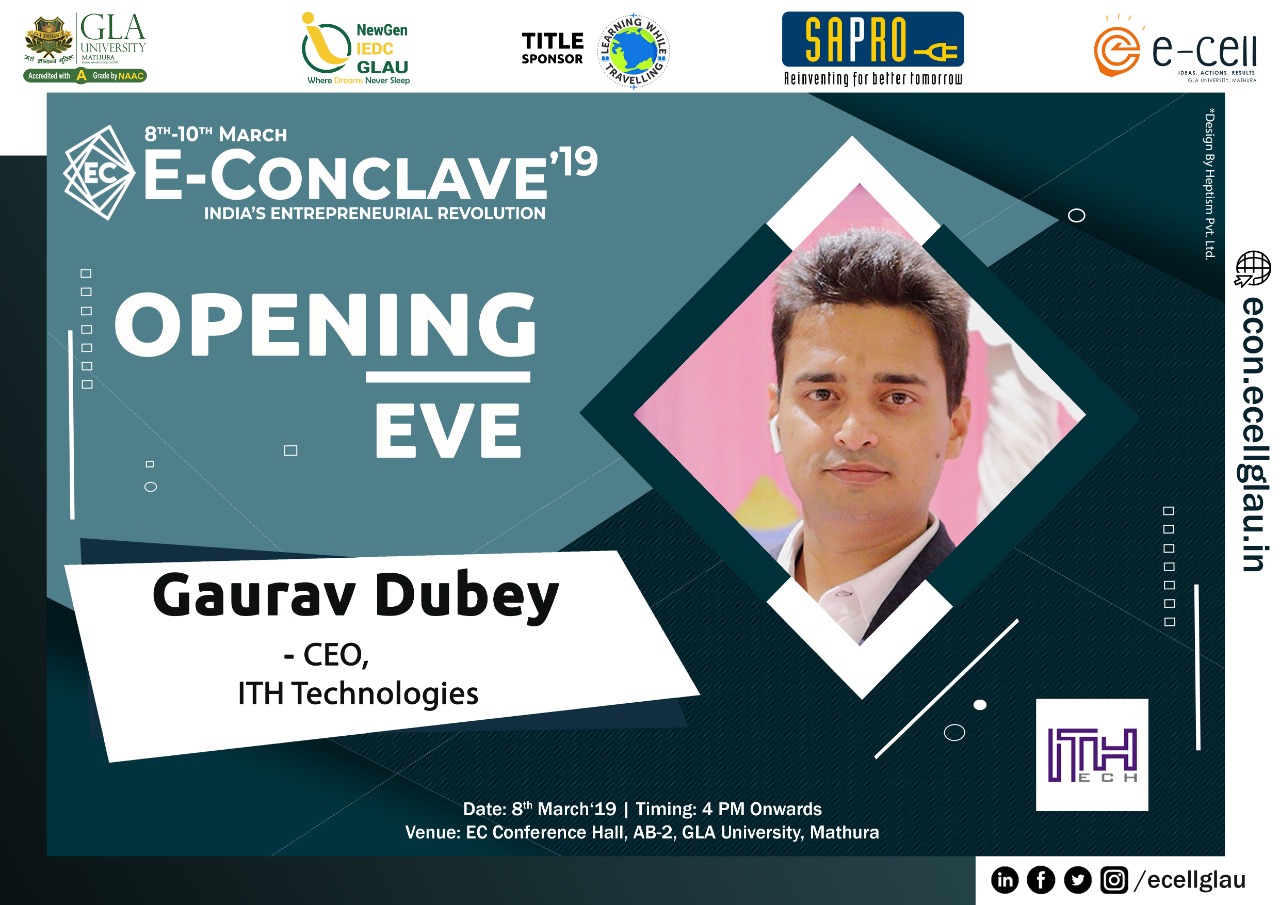 GLA
UNIVERSITY
MATHURA
Accredited with A Grade by NAAC
NewGen
IEDC
GLAU
Where Dreams Never Sleep
TITLE
SPONSOR
LEARNING WHILE
TRAVELLING
SAPRO
Reinventing for better tomorrow
e-cell
IDEAS. ACTIONS. RESULTS.
GLA UNIVERSITY, MATHURA
8TH-10TH MARCH
EC
E-CONCLAVE'19
INDIA'S ENTREPRENEURIAL REVOLUTION
*Design By Heptism Pvt. Ltd.
OPENING
EVE
econ.ecellglau.in
Gaurav Dubey
- CEO,
ITH Technologies
ITH
ECH
Date: 8th March'19 | Timing: 4 PM Onwards
Venue: EC Conference Hall, AB-2, GLA University, Mathura
/ecellglau